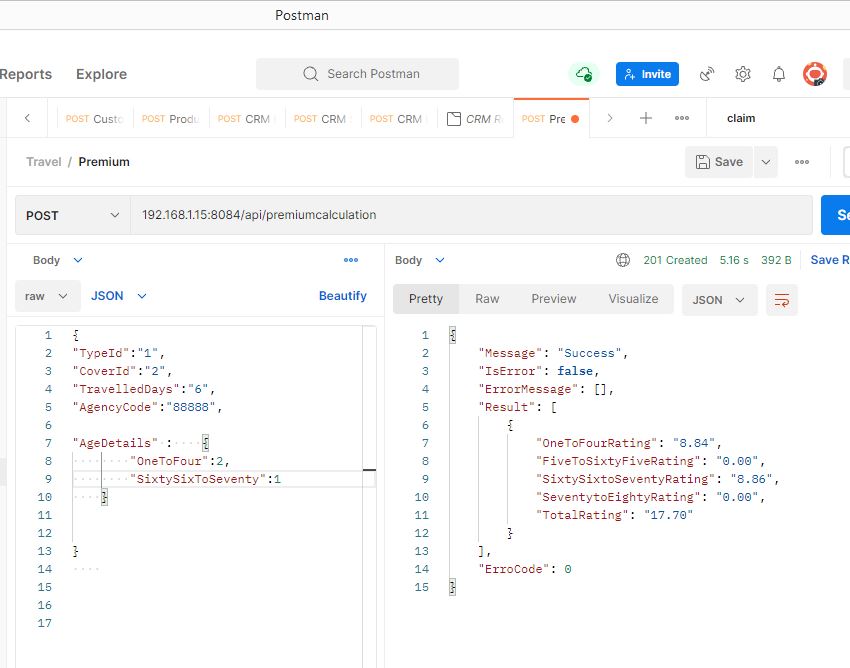 Postman
Reports Explore Search Postman Invite
POST Custo POST Produ POST CRM POST CRM POST CRM CRM R POST Pre claim
Travel / Premium Save
POST 192.168.1.15:8084/api/premiumcalculation Se
Body Body 201 Created 5.16 s 392 B Save R
raw JSON Beautify Pretty Raw Preview Visualize JSON
1 {
2 "TypeId":"1",
3 "CoverId":"2",
4 "TravelledDays":"6",
5 "AgencyCode":"88888",
6
7 "AgeDetails" : {
8 "OneToFour":2,
9 "SixtySixToSeventy":1
10 }
11
12
13 }
14
15
16
17
1 {
2 "Message": "Success",
3 "IsError": false,
4 "ErrorMessage": [],
5 "Result": [
6 {
7 "OneToFourRating": "8.84",
8 "FiveToSixtyFiveRating": "0.00",
9 "SixtySixtoSeventyRating": "8.86",
10 "SeventytoEightyRating": "0.00",
11 "TotalRating": "17.70"
12 }
13 ],
14 "ErroCode": 0
15 }